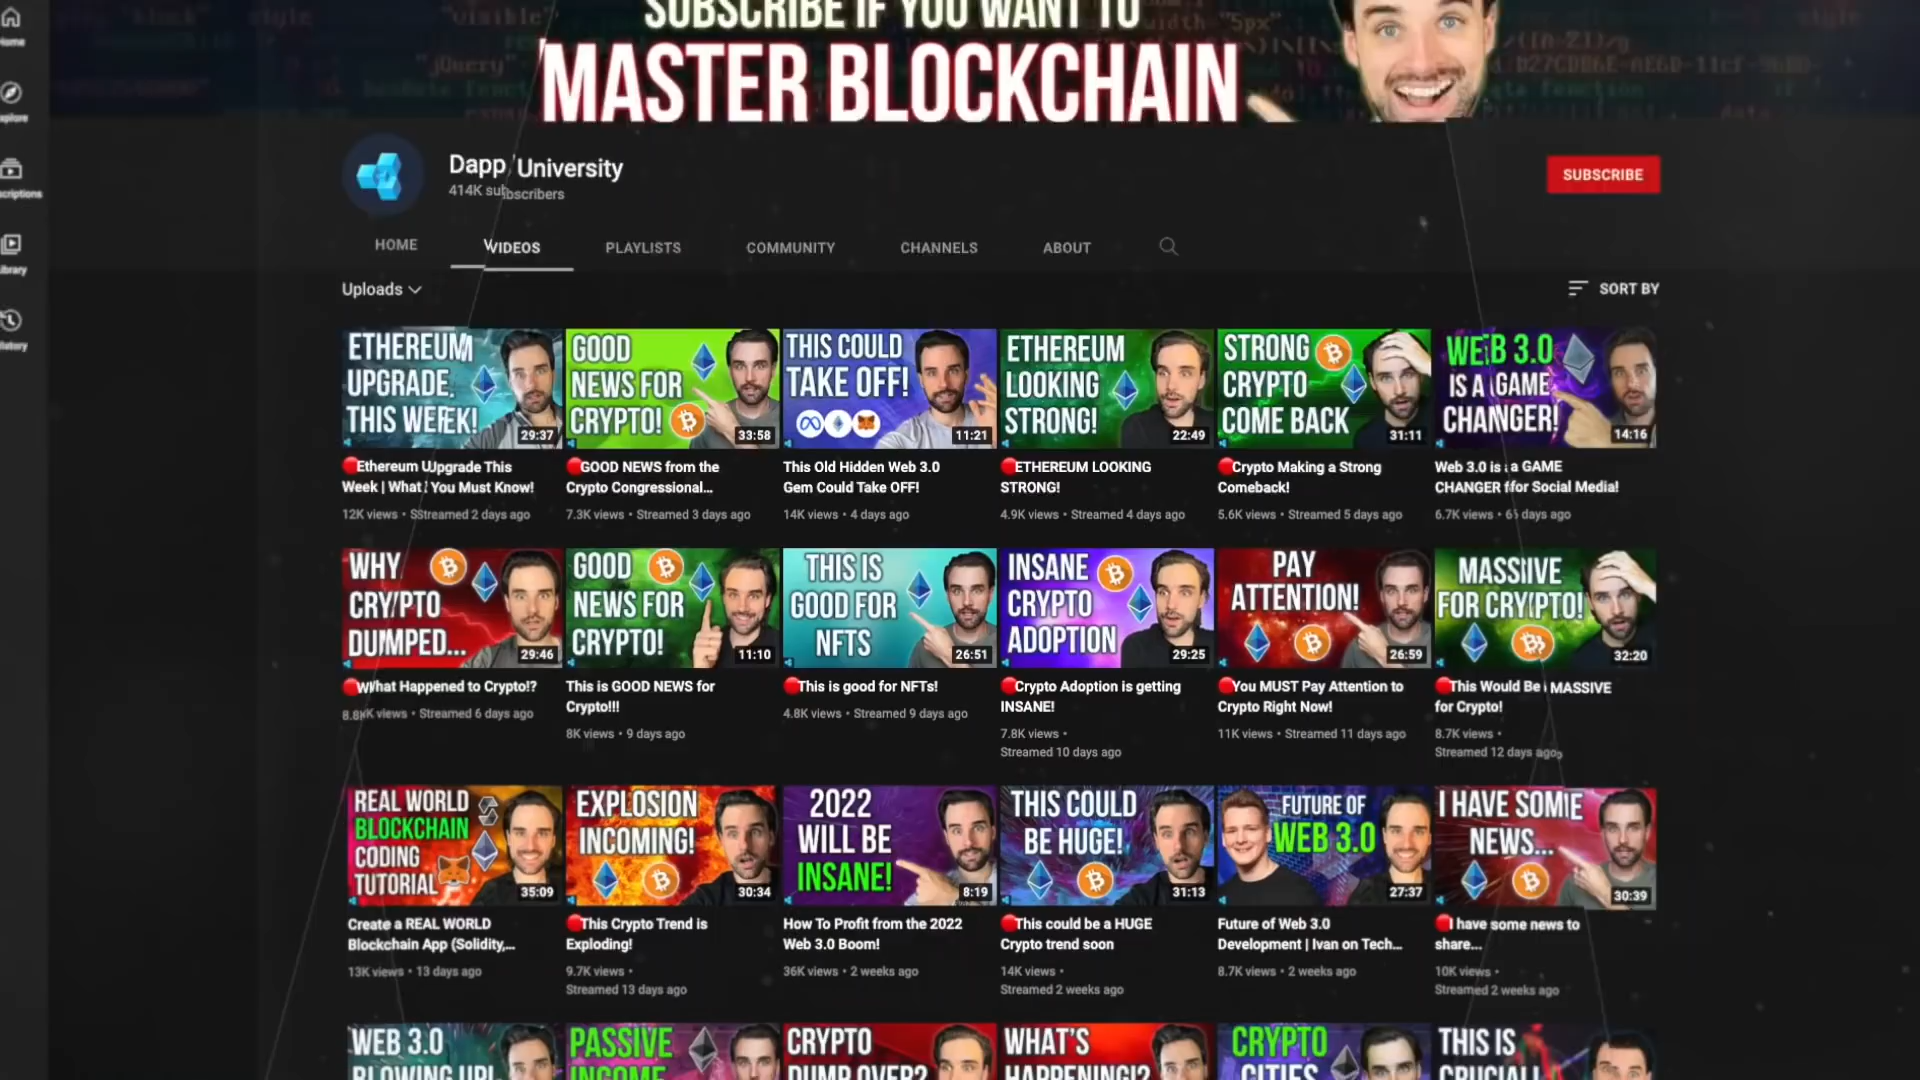 SUBSCRIBE IF YOU WANT TO
MASTER BLOCKCHAIN
Dapp University
414K subscribers
SUBSCRIBE
HOME VIDEOS PLAYLISTS COMMUNITY CHANNELS ABOUT
Uploads
SORT BY
ETHEREUM
UPGRADE
THIS WEEK!
29:37
GOOD
NEWS FOR
CRYPTO!
33:58
THIS COULD
TAKE OFF!
11:21
ETHEREUM
LOOKING
STRONG!
22:49
STRONG
CRYPTO
COME BACK
31:11
WEB 3.0
IS A GAME
CHANGER!
14:16
Ethereum Upgrade This
Week | What You Must Know!
12K views • Streamed 2 days ago
GOOD NEWS from the
Crypto Congressional...
7.3K views • Streamed 3 days ago
This Old Hidden Web 3.0
Gem Could Take OFF!
14K views • 4 days ago
ETHEREUM LOOKING
STRONG!
4.9K views • Streamed 4 days ago
Crypto Making a Strong
Comeback!
5.6K views • Streamed 5 days ago
Web 3.0 is a GAME
CHANGER for Social Media!
6.7K views • 6 days ago
WHY
CRYPTO
DUMPED...
29:46
GOOD
NEWS FOR
CRYPTO!
11:10
THIS IS
GOOD FOR
NFTS
26:51
INSANE
CRYPTO
ADOPTION
29:25
PAY
ATTENTION!
26:59
MASSIVE
FOR CRYPTO!
32:20
What Happened to Crypto!?
8.8K views • Streamed 6 days ago
This is GOOD NEWS for
Crypto!!!
8K views • 9 days ago
This is good for NFTs!
4.8K views • Streamed 9 days ago
Crypto Adoption is getting
INSANE!
7.8K views •
Streamed 10 days ago
You MUST Pay Attention to
Crypto Right Now!
11K views • Streamed 11 days ago
This Would Be MASSIVE
for Crypto!
8.7K views •
Streamed 12 days ago
REAL WORLD
BLOCKCHAIN
CODING
TUTORIAL
35:09
EXPLOSION
INCOMING!
30:34
2022
WILL BE
INSANE!
8:19
THIS COULD
BE HUGE!
31:13
FUTURE OF
WEB 3.0
27:37
I HAVE SOME
NEWS...
30:39
Create a REAL WORLD
Blockchain App (Solidity,...
13K views • 13 days ago
This Crypto Trend is
Exploding!
9.7K views •
Streamed 13 days ago
How To Profit from the 2022
Web 3.0 Boom!
36K views • 2 weeks ago
This could be a HUGE
Crypto trend soon
14K views •
Streamed 2 weeks ago
Future of Web 3.0
Development | Ivan on Tech...
8.7K views • 2 weeks ago
I have some news to
share...
10K views •
Streamed 2 weeks ago
WEB 3.0
BLOWING UP!
PASSIVE
INCOME
CRYPTO
DUMP OVER?
WHAT'S
HAPPENING!?
CRYPTO
CITIES
THIS IS
CRUCIAL!